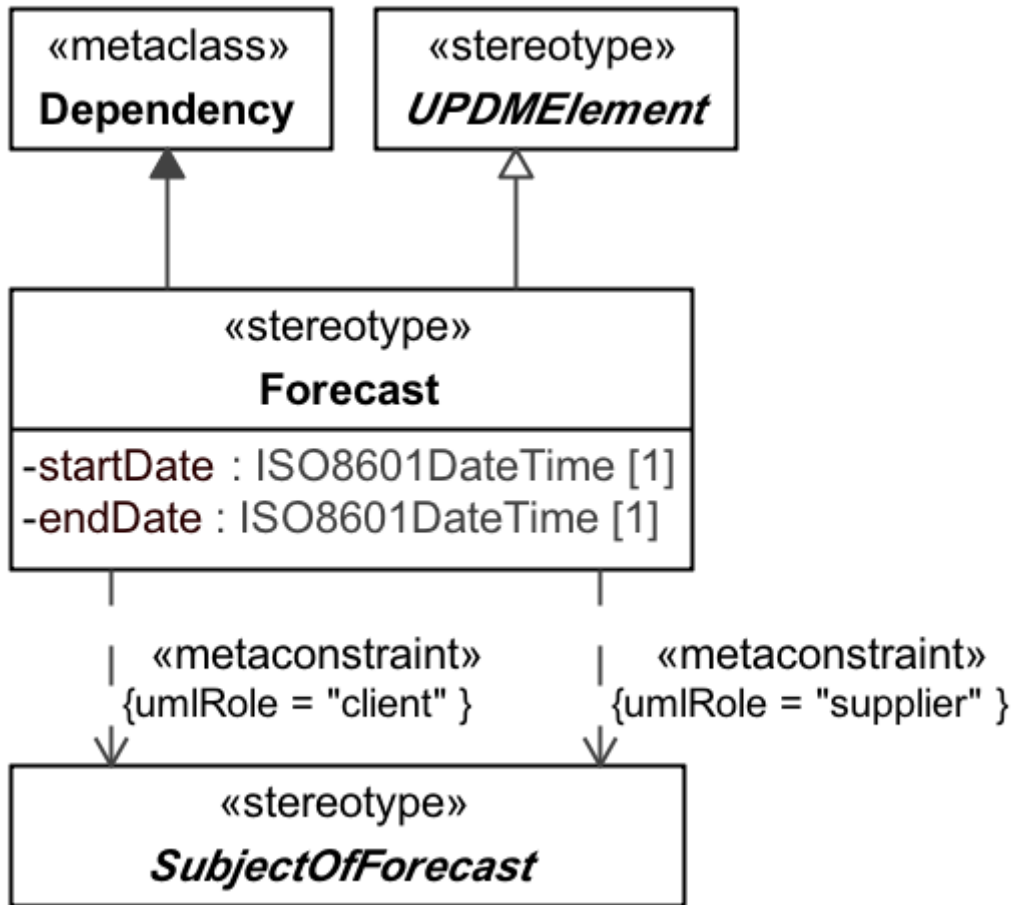 «metaclass»
Dependency
«stereotype»
UPDMElement
«stereotype»
Forecast
-startDate : ISO8601DateTime [1]
-endDate : ISO8601DateTime [1]
«metaconstraint»
{umlRole = "client" }
«metaconstraint»
{umlRole = "supplier" }
«stereotype»
SubjectOfForecast